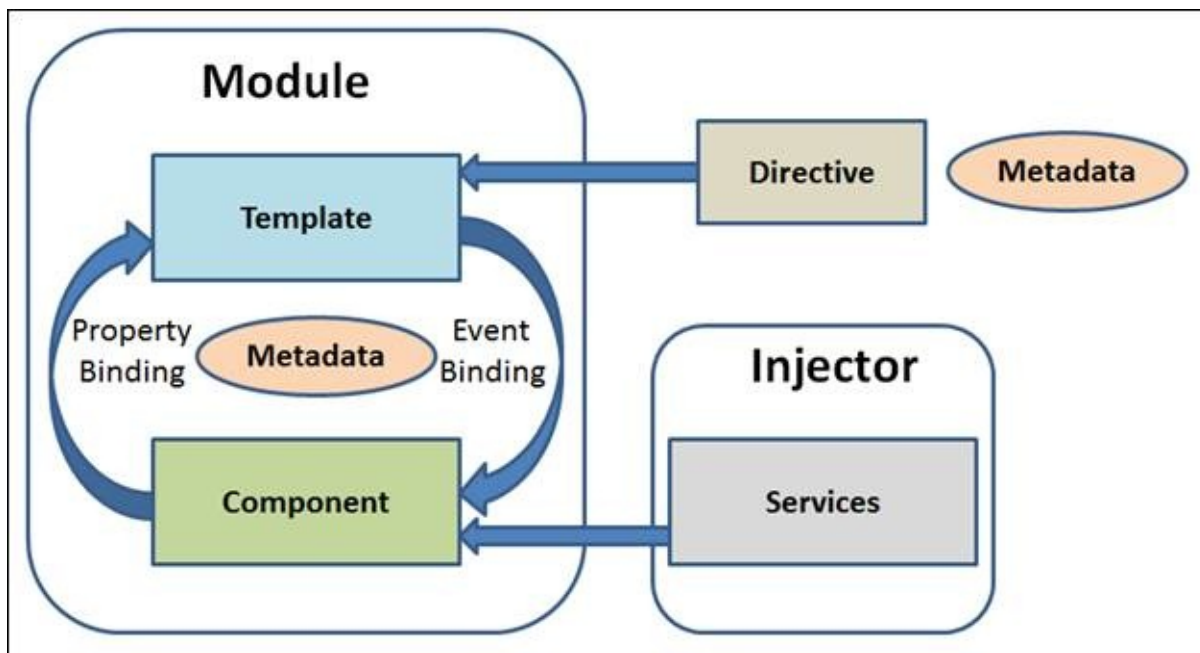 Module
Template
Directive
Metadata
Property
Binding
Metadata
Event
Binding
Component
Injector
Services